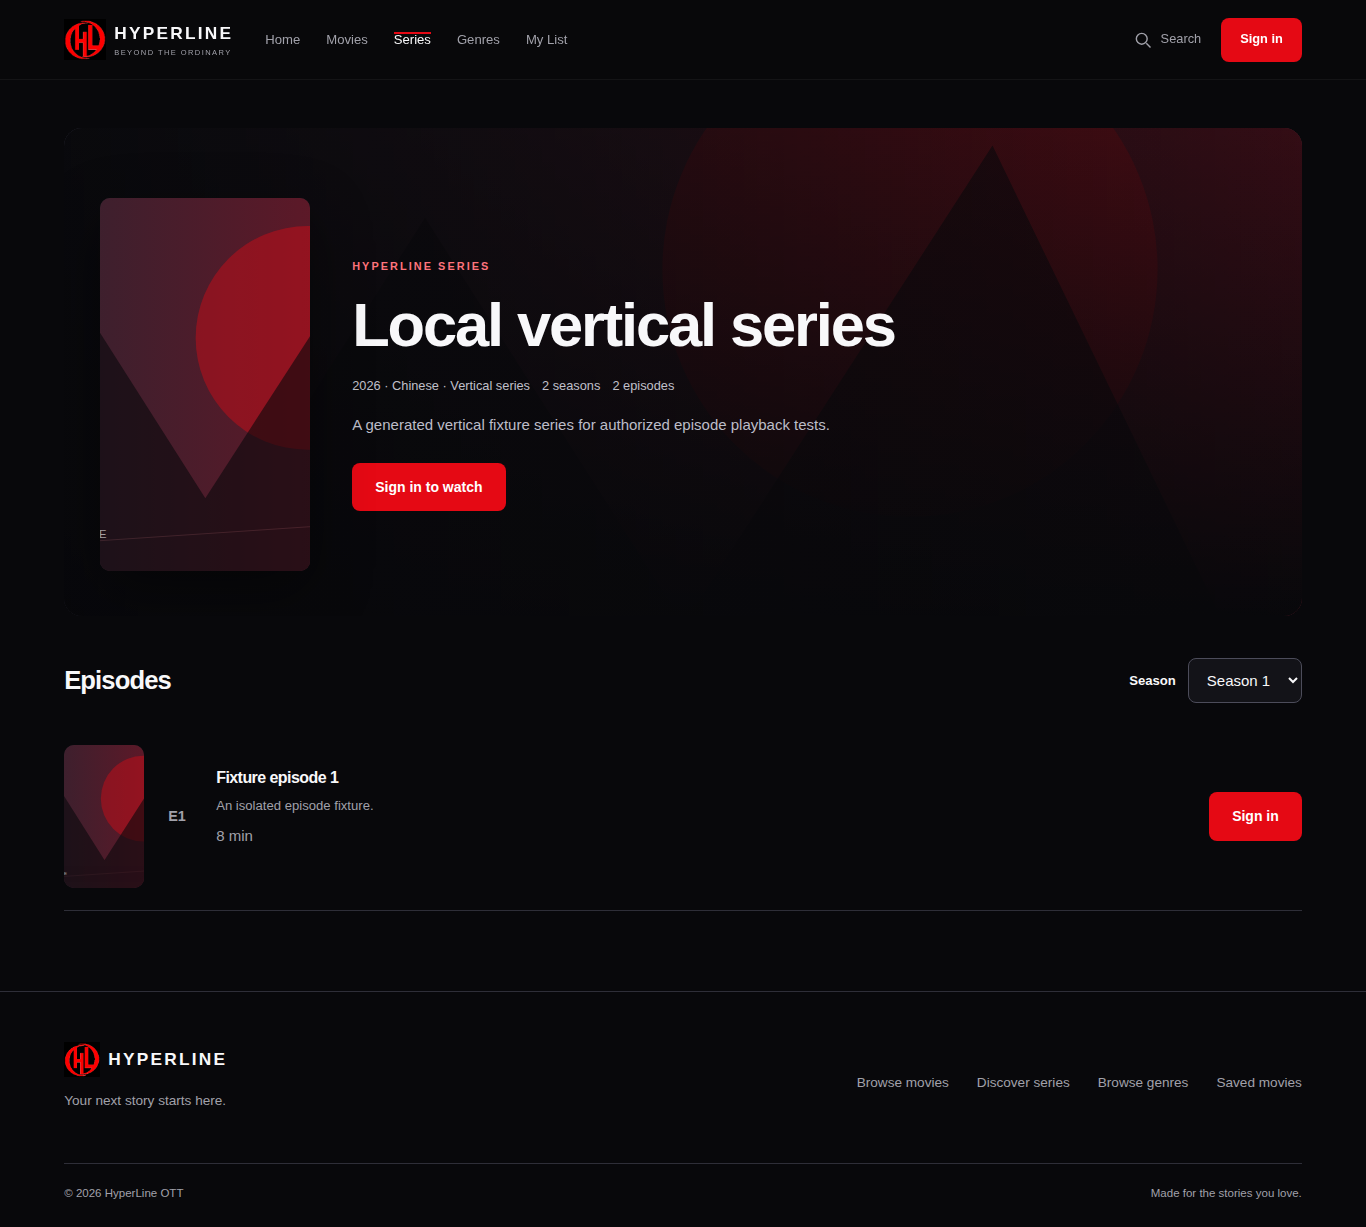 HYPERLINE
BEYOND THE ORDINARY
Home Movies Series Genres My List
Search Sign in
HYPERLINE SERIES
Local vertical series
2026 · Chinese · Vertical series 2 seasons 2 episodes
A generated vertical fixture series for authorized episode playback tests.
Sign in to watch
E
Episodes
Season Season 1
Fixture episode 1
An isolated episode fixture.
E1
8 min
Sign in
HYPERLINE
Your next story starts here.
Browse movies Discover series Browse genres Saved movies
© 2026 HyperLine OTT
Made for the stories you love.